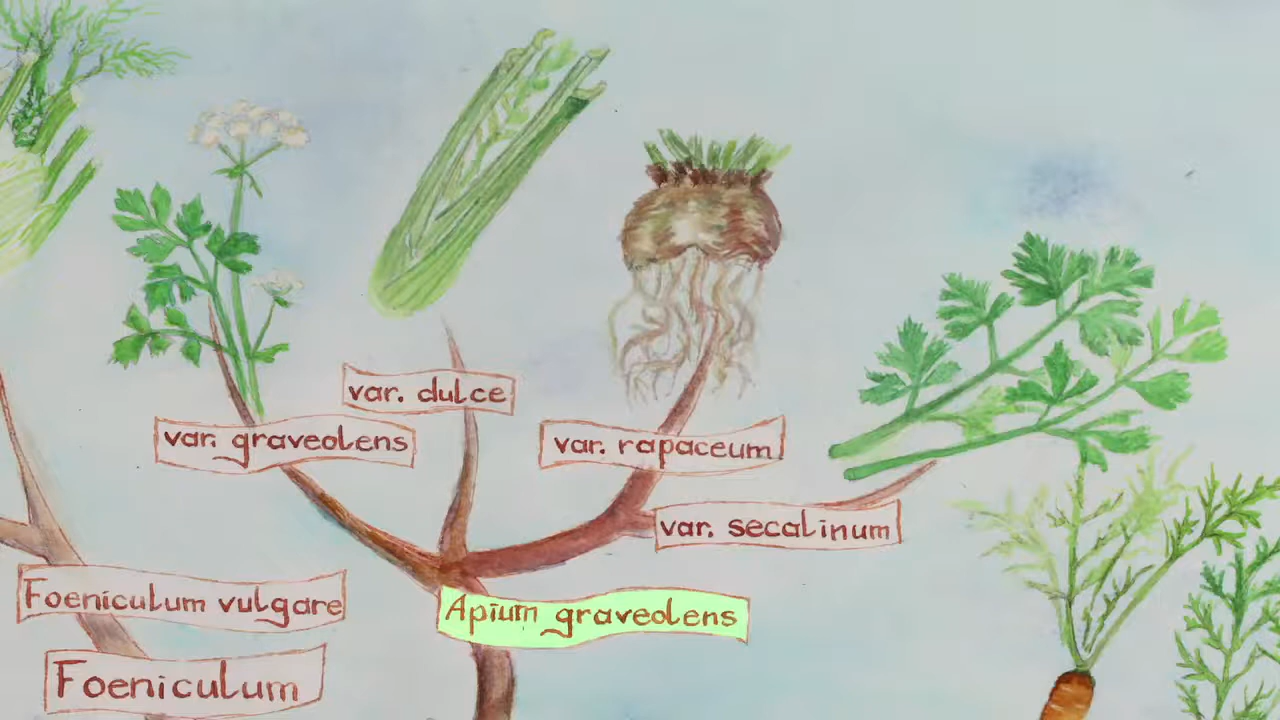 var. dulce
var. graveolens
var. rapaceum
var. secalinum
Foeniculum vulgare
Apium graveolens
Foeniculum